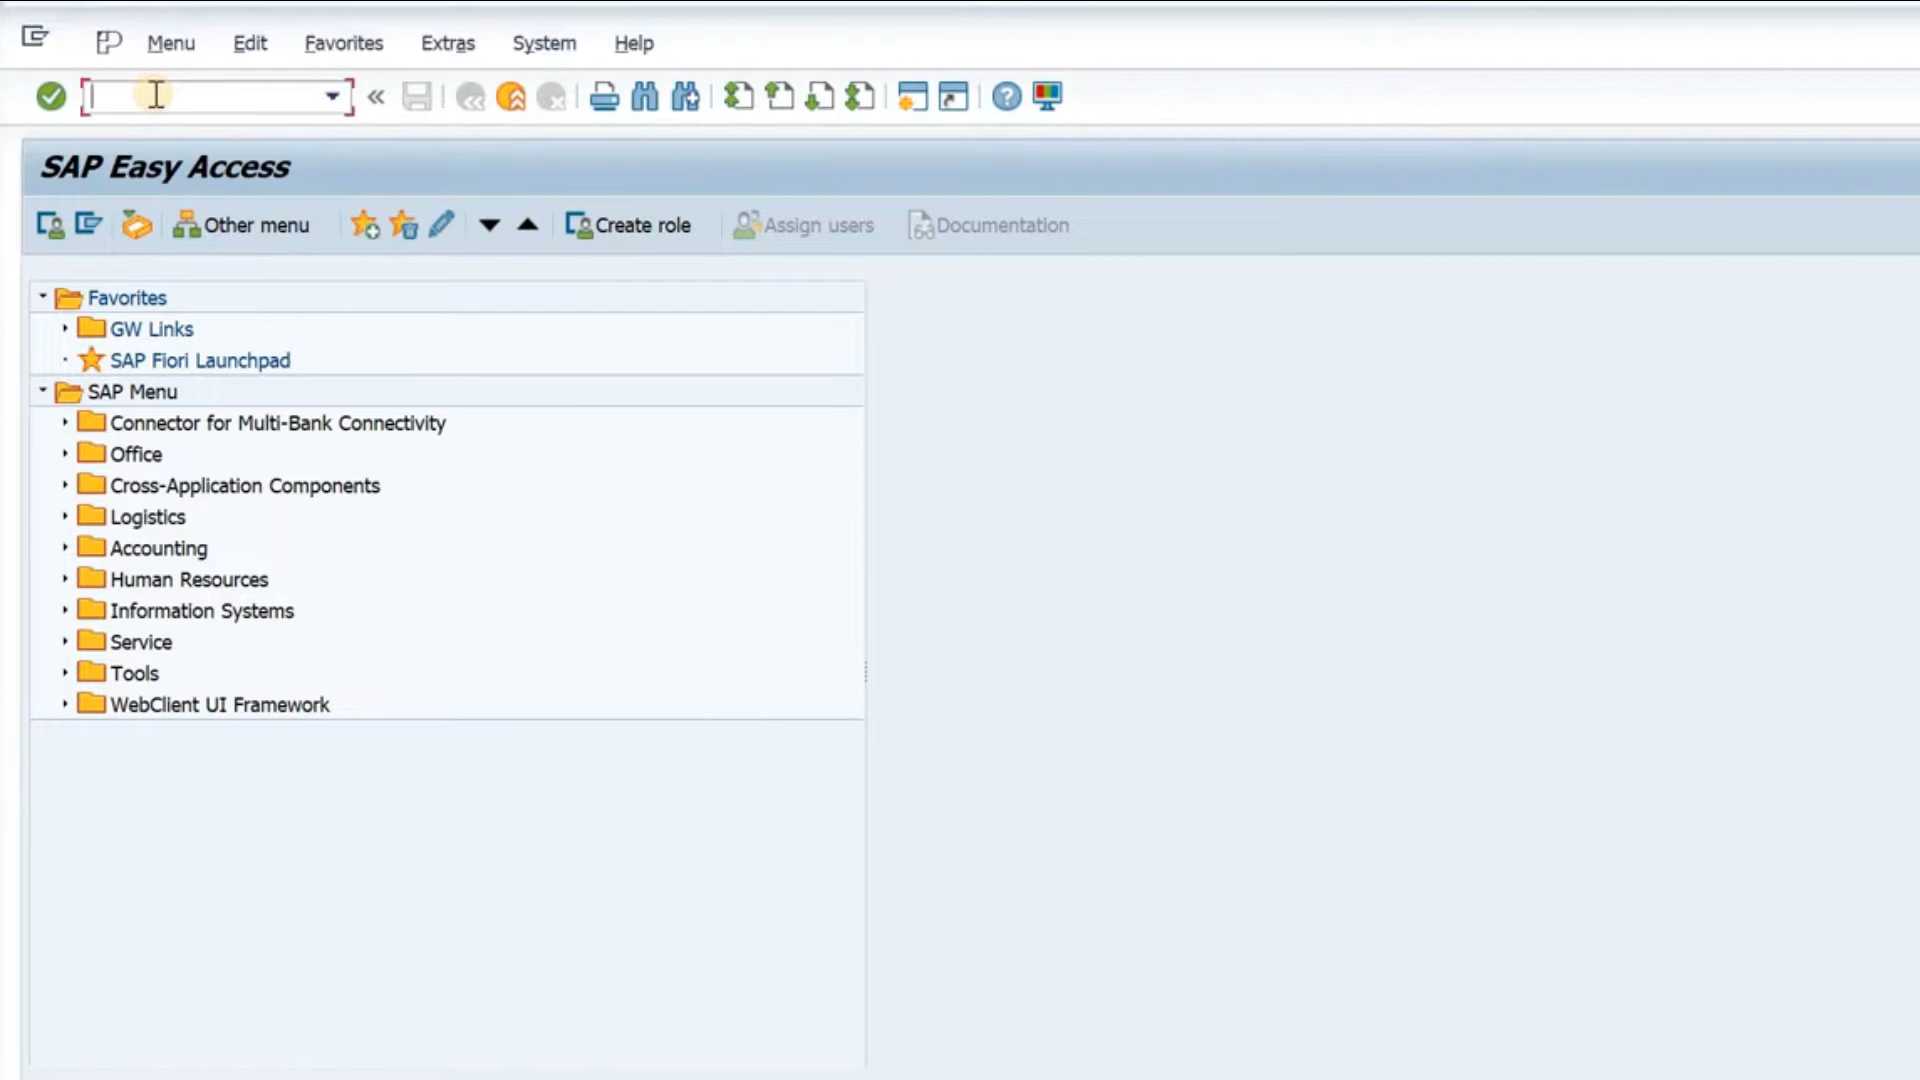 Menu Edit Favorites Extras System Help
SAP Easy Access
Other menu Create role Assign users Documentation
Favorites
GW Links
SAP Fiori Launchpad
SAP Menu
Connector for Multi-Bank Connectivity
Office
Cross-Application Components
Logistics
Accounting
Human Resources
Information Systems
Service
Tools
WebClient UI Framework